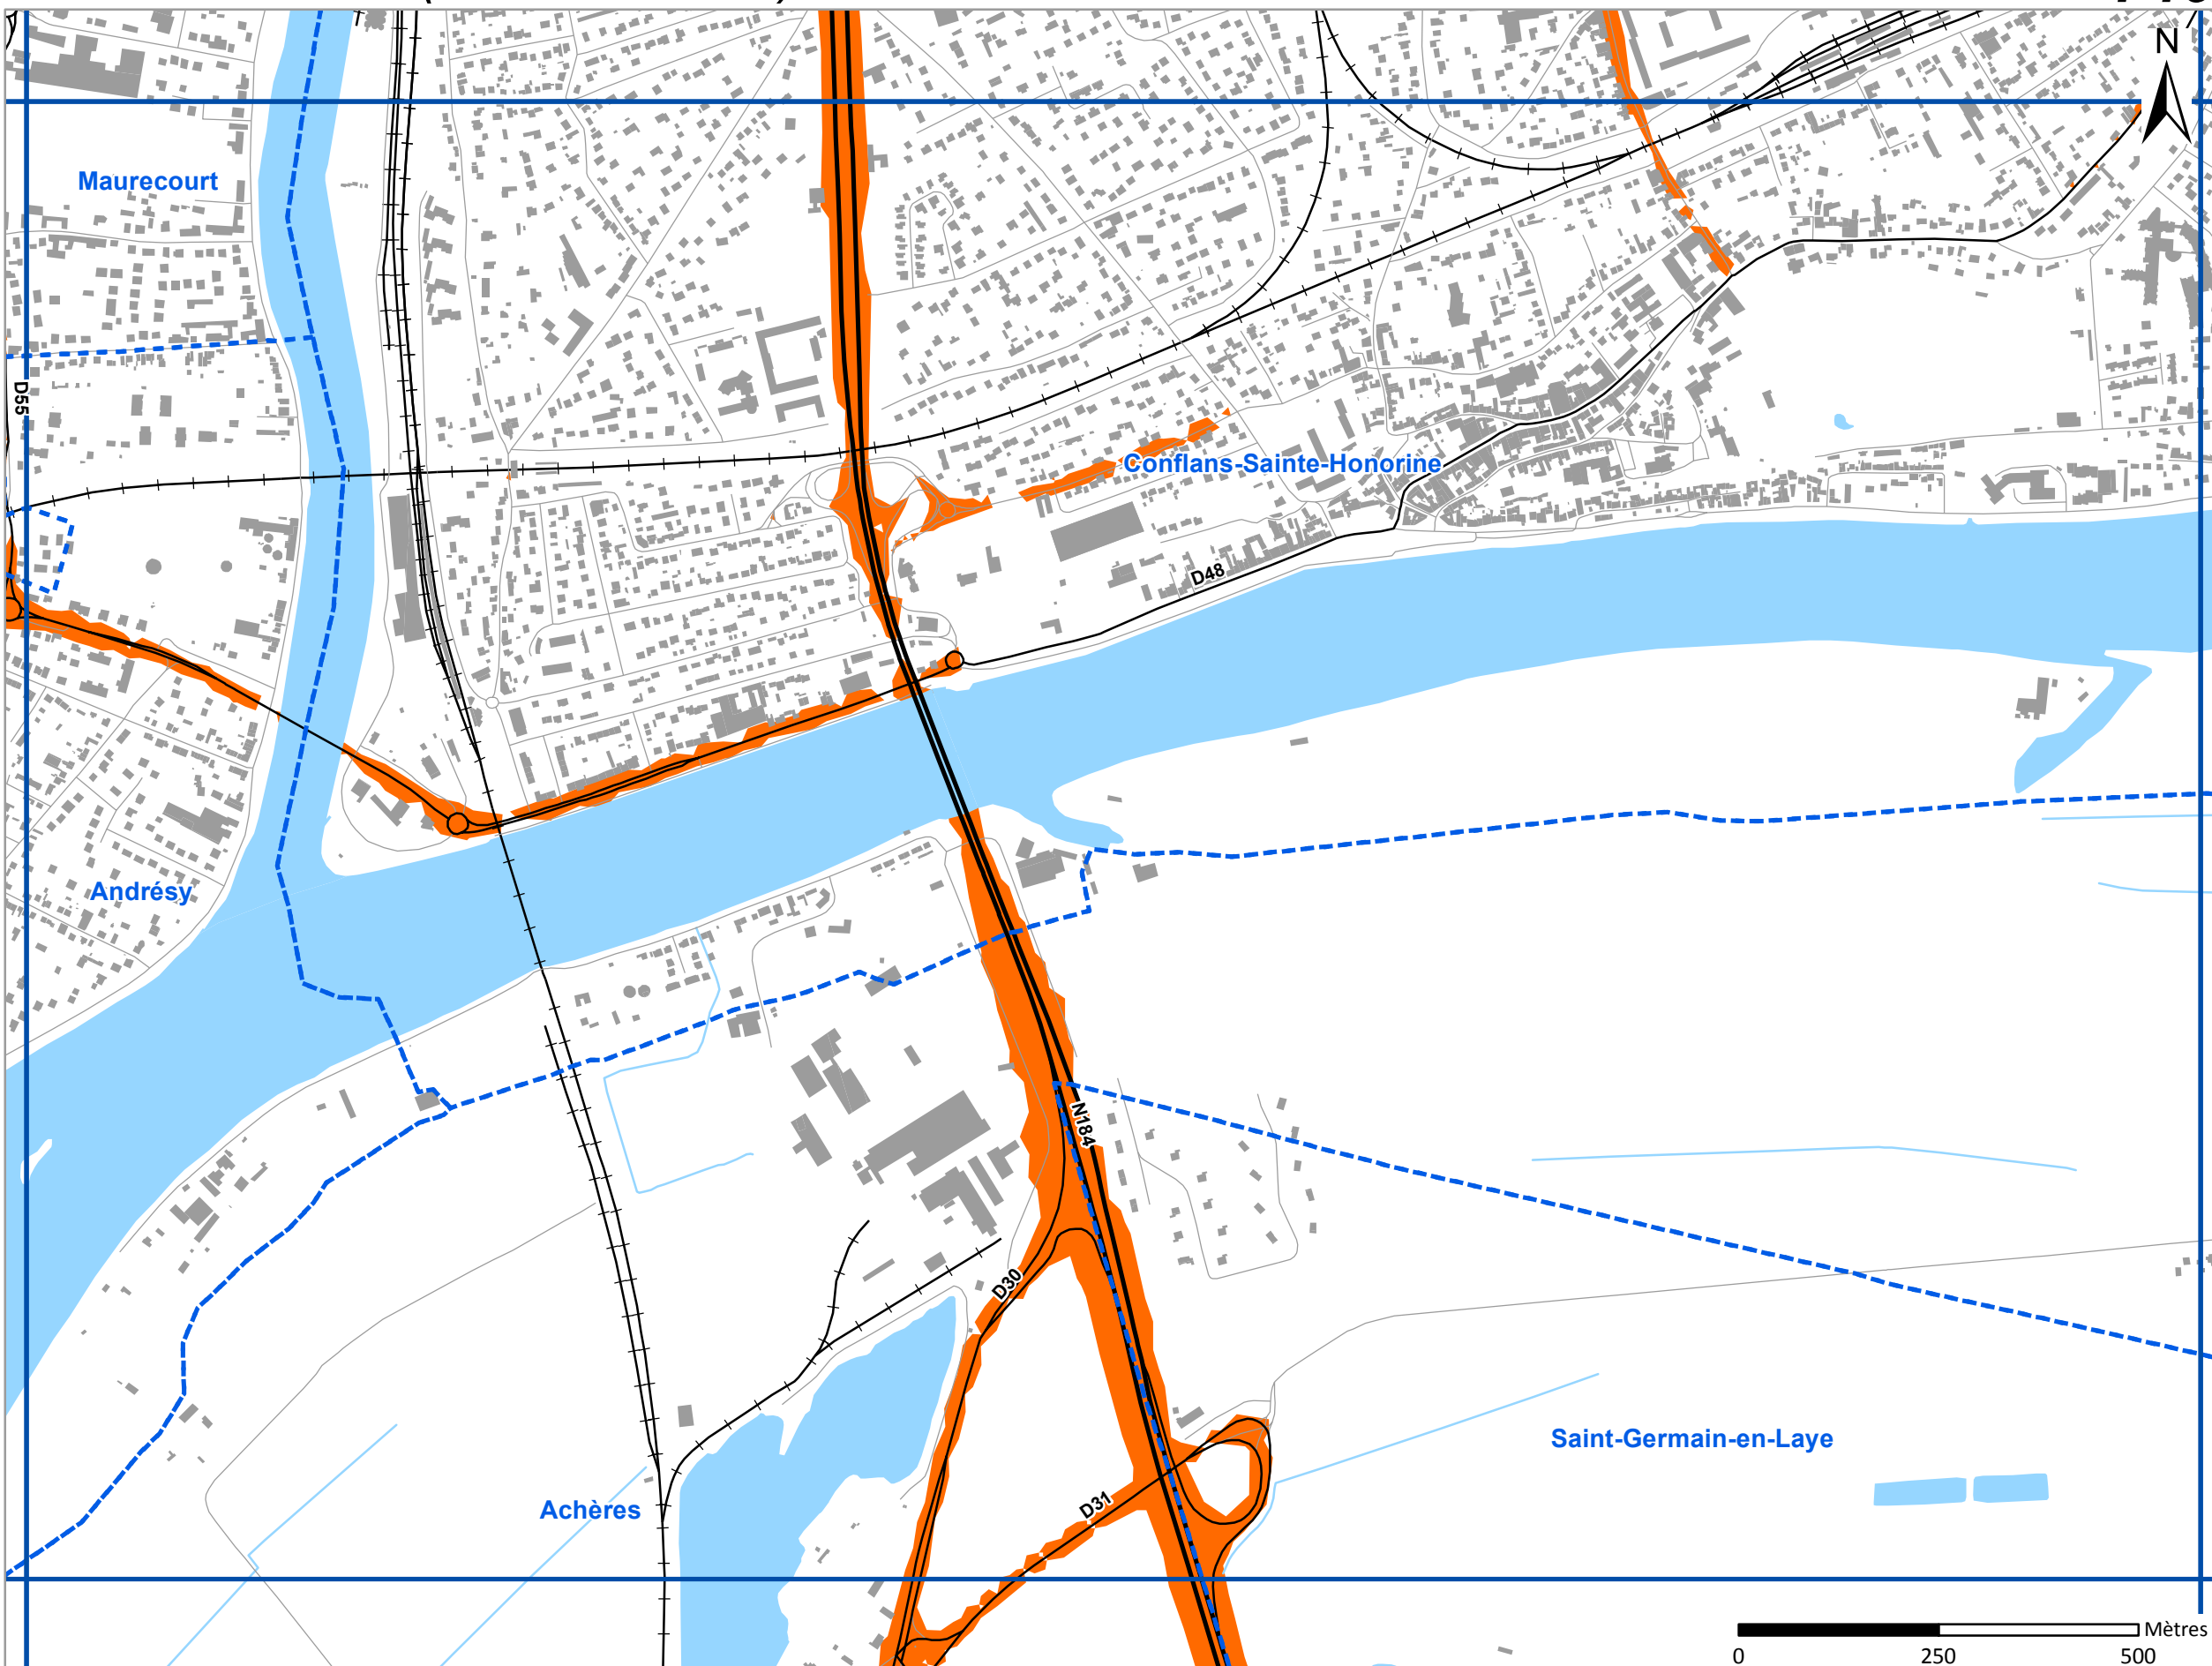 N
Maurecourt
D55
Conflans-Sainte-Honorine
D48
Andrésy
N184
D30
Saint-Germain-en-Laye
D31
Achères
Mètres
0 250 500